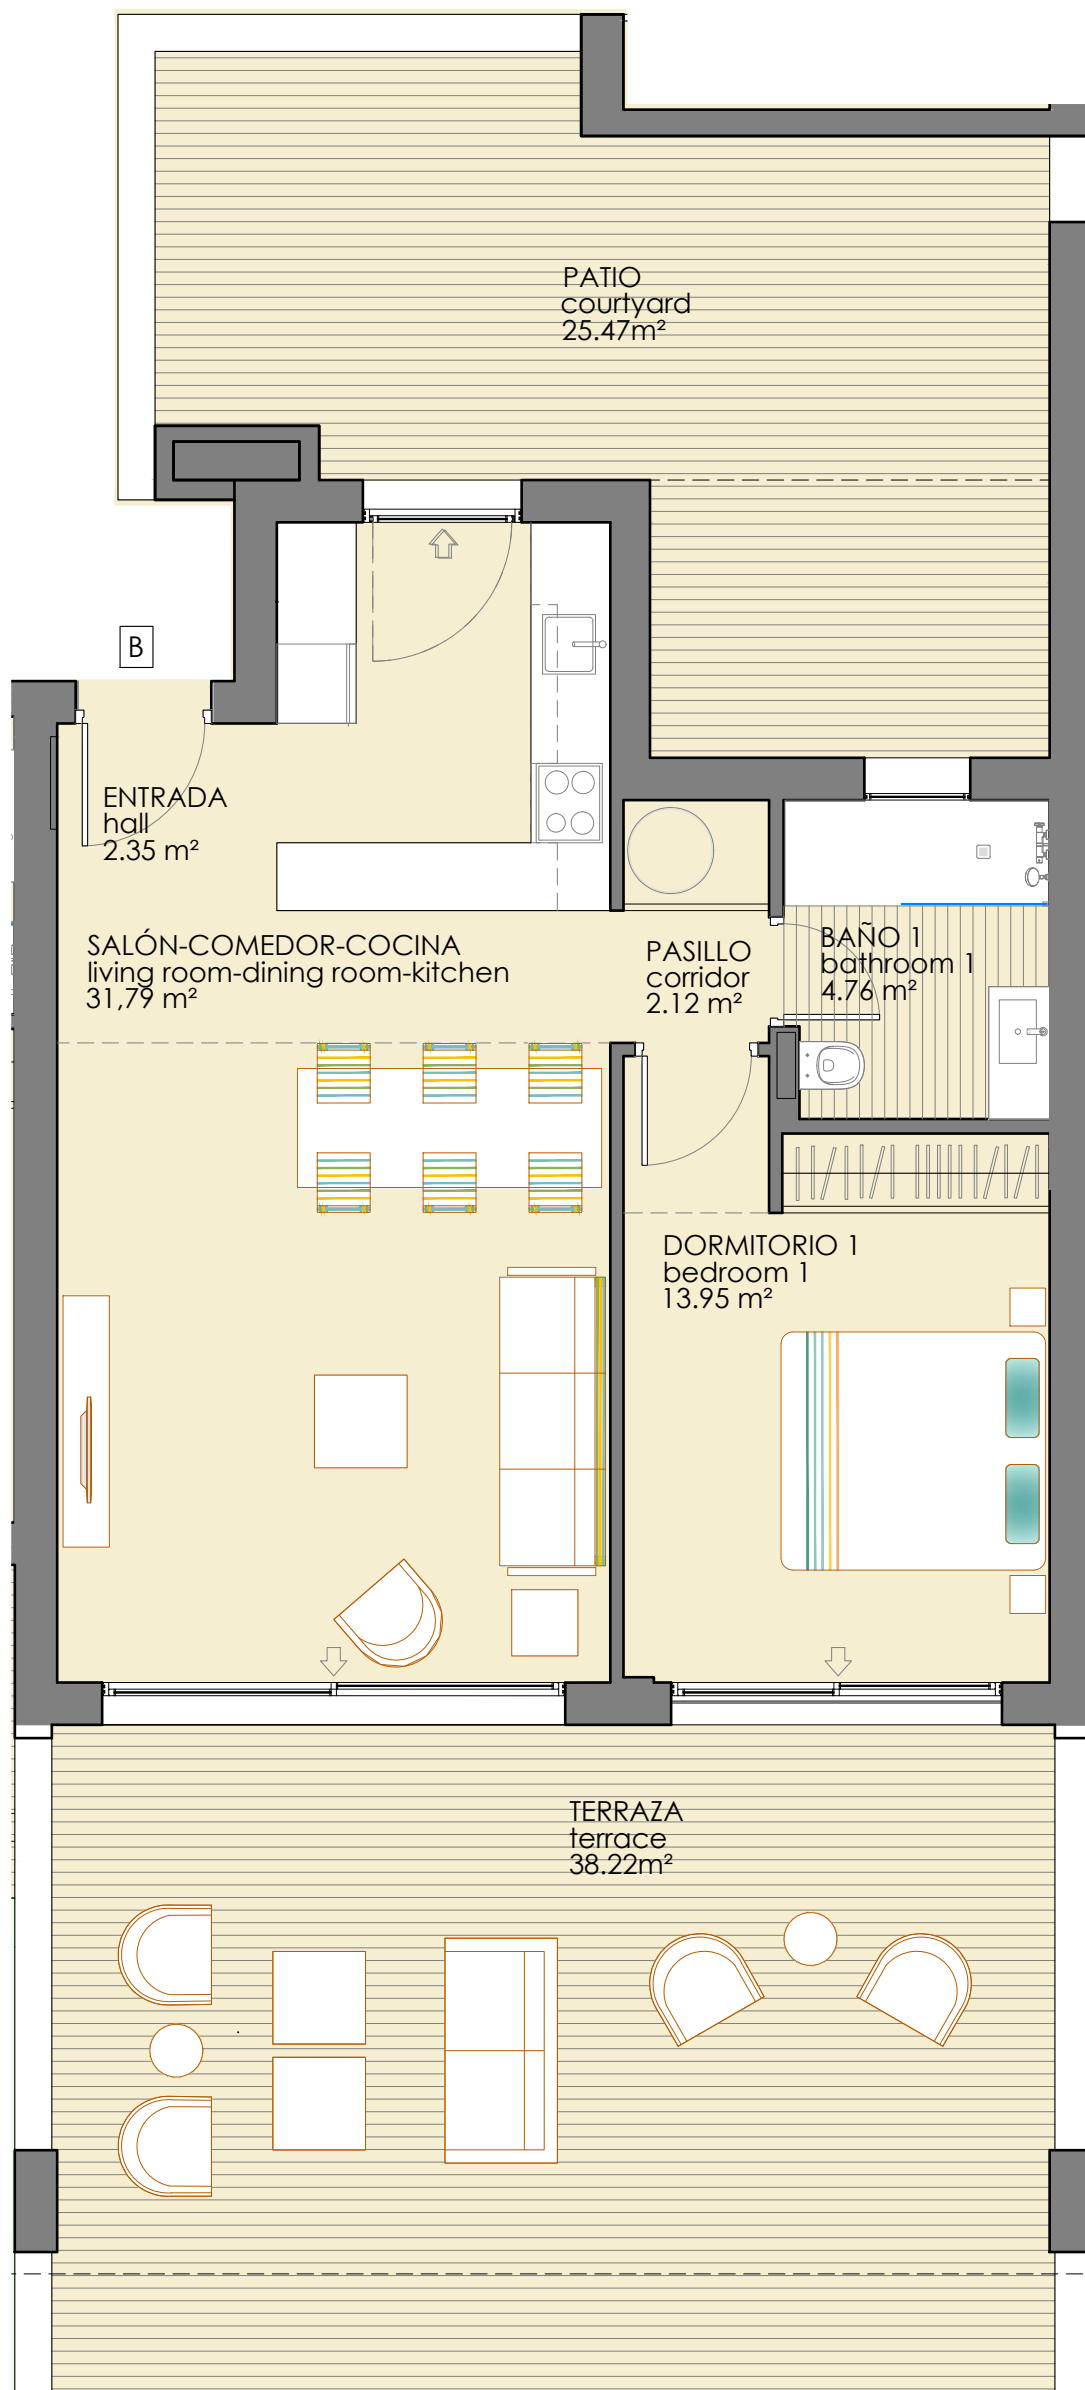 PATIO
courtyard
25.47m²
B
ENTRADA
hall
2.35 m²
SALÓN-COMEDOR-COCINA
living room-dining room-kitchen
31,79 m²
PASILLO
corridor
2.12 m²
BAÑO 1
bathroom 1
4.76 m²
DORMITORIO 1
bedroom 1
13.95 m²
TERRAZA
terrace
38.22m²